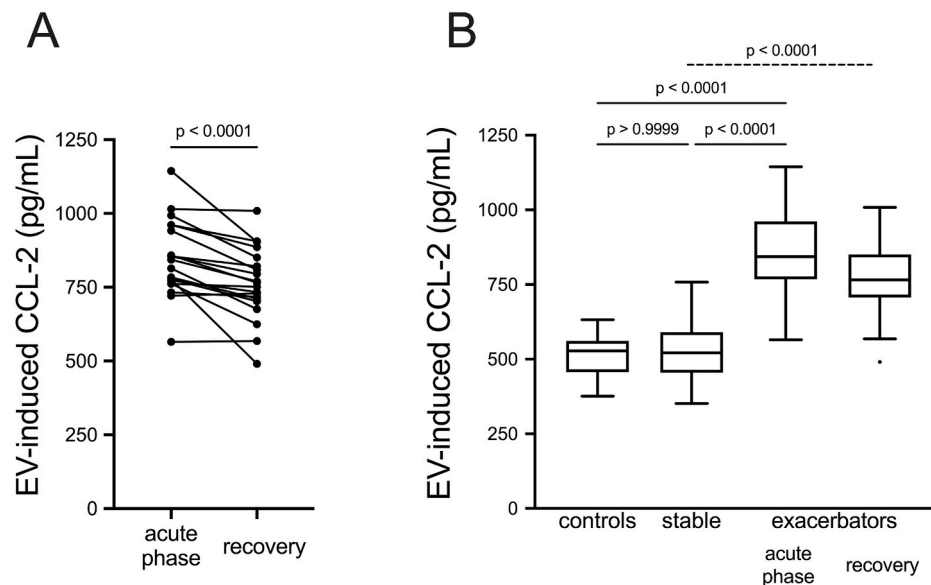 A
EV-induced CCL-2 (pg/mL)
p < 0.0001
1250
1000
750
500
250
0
acute
phase
recovery
B
EV-induced CCL-2 (pg/mL)
p < 0.0001
p < 0.0001
p > 0.9999
p < 0.0001
1250
1000
750
500
250
0
controls
stable
exacerbators
acute
phase
recovery